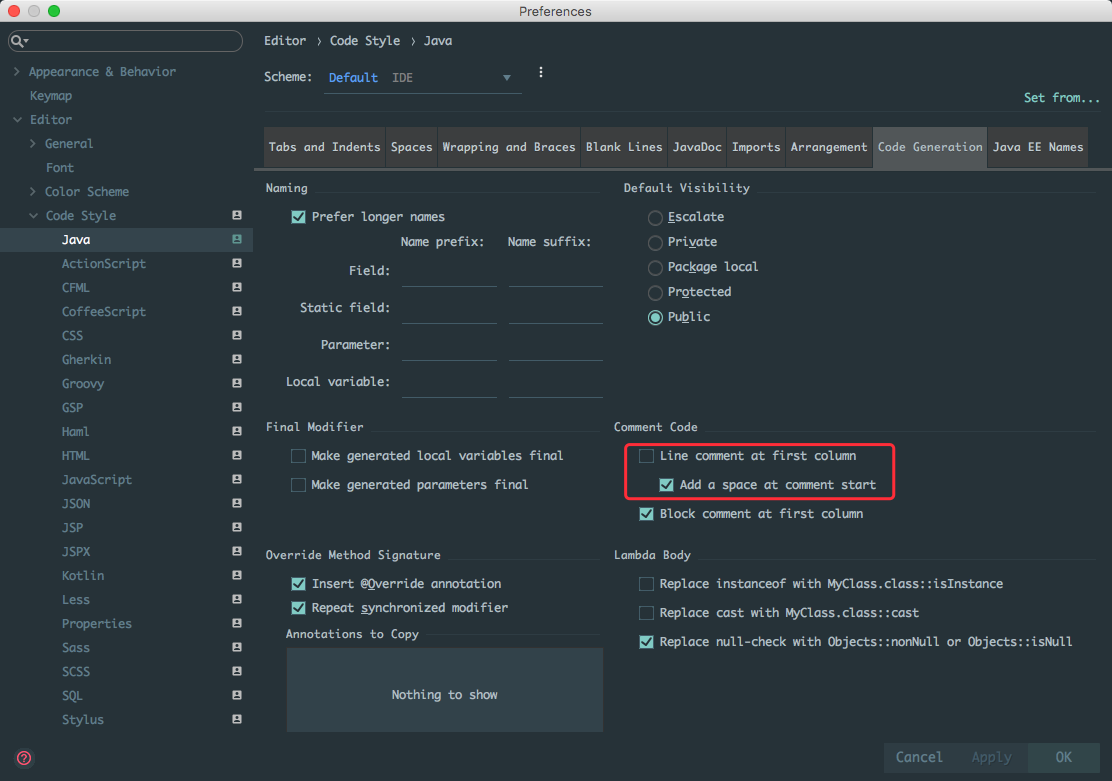 Preferences
Appearance & Behavior
Keymap
Editor
General
Font
Color Scheme
Code Style
Java
ActionScript
CFML
CoffeeScript
CSS
Gherkin
Groovy
GSP
Haml
HTML
JavaScript
JSON
JSP
JSPX
Kotlin
Less
Properties
Sass
SCSS
SQL
Stylus
?
Editor › Code Style › Java
Scheme: Default IDE
Set from...
Tabs and Indents Spaces Wrapping and Braces Blank Lines JavaDoc Imports Arrangement Code Generation Java EE Names
Naming
Prefer longer names
Name prefix: Name suffix:
Field:
Static field:
Parameter:
Local variable:
Default Visibility
Escalate
Private
Package local
Protected
Public
Final Modifier
Make generated local variables final
Make generated parameters final
Comment Code
Line comment at first column
Add a space at comment start
Block comment at first column
Override Method Signature
Insert @Override annotation
Repeat synchronized modifier
Annotations to Copy
Nothing to show
Lambda Body
Replace instanceof with MyClass.class::isInstance
Replace cast with MyClass.class::cast
Replace null-check with Objects::nonNull or Objects::isNull
Cancel Apply OK